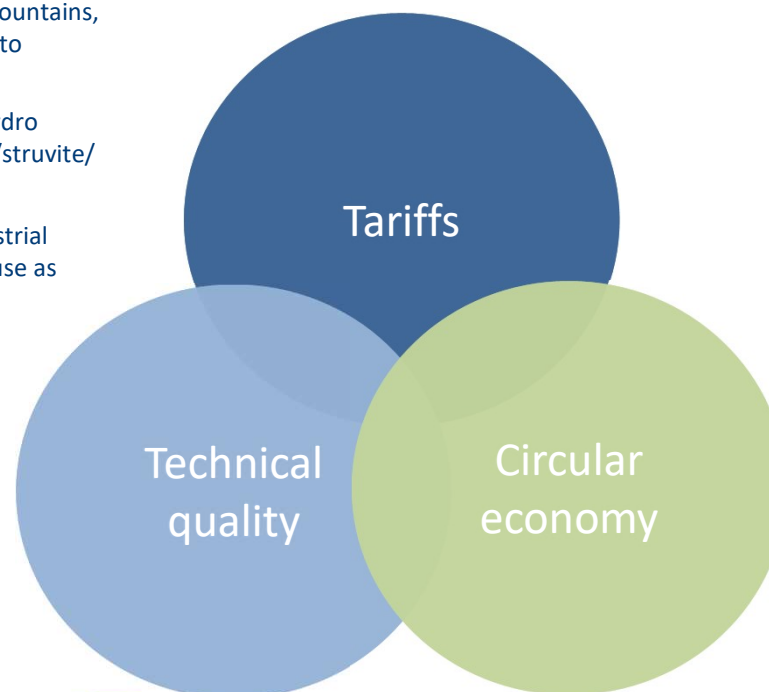 ountains,
to
dro
/struvite/
strial
use as
Tariffs
Technical
quality
Circular
economy